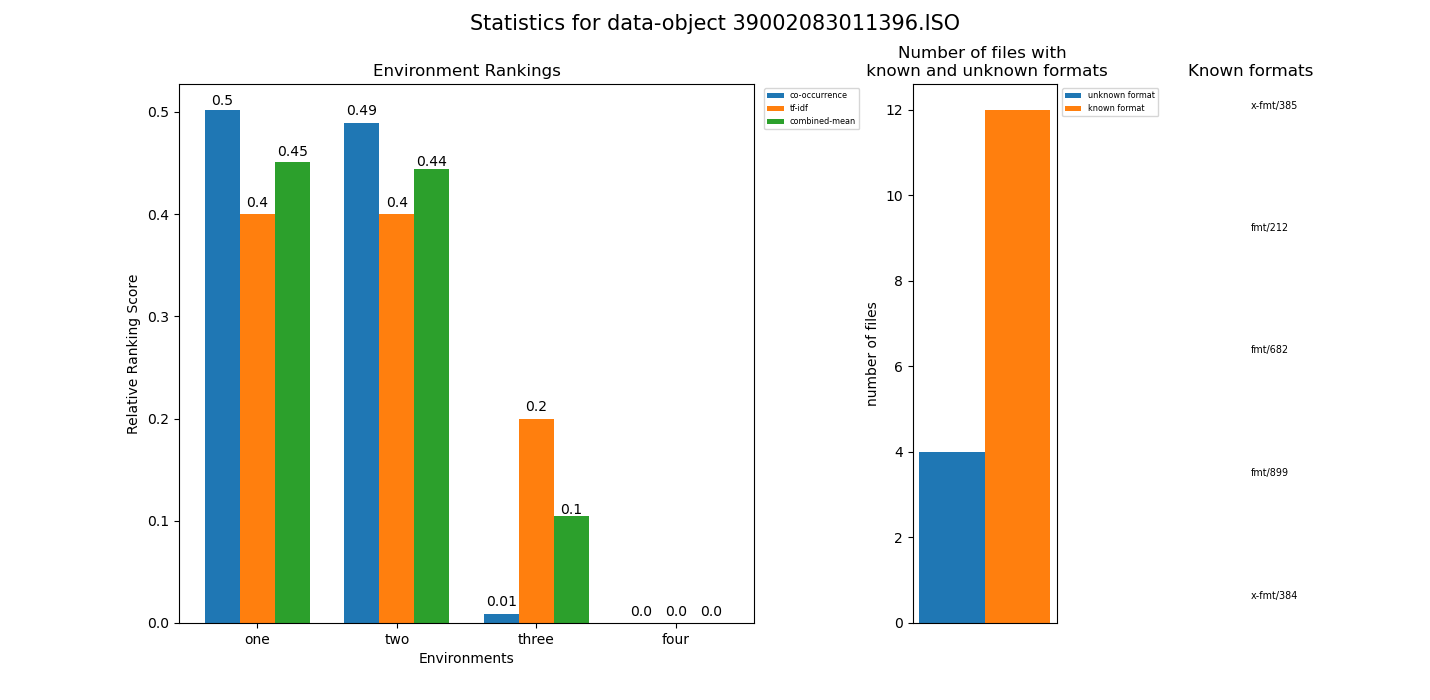 Statistics for data-object 39002083011396.ISO
Environment Rankings
0.5
0.4
0.3
0.2
0.1
0.0
Relative Ranking Score
0.5
0.4
0.45
0.49
0.4
0.44
0.01
0.2
0.1
0.0 0.0 0.0
one two three four
Environments
co-occurrence
tf-idf
combined-mean
Number of files with
known and unknown formats
12
10
8
6
4
2
0
number of files
unknown format
known format
Known formats
x-fmt/385
fmt/212
fmt/682
fmt/899
x-fmt/384